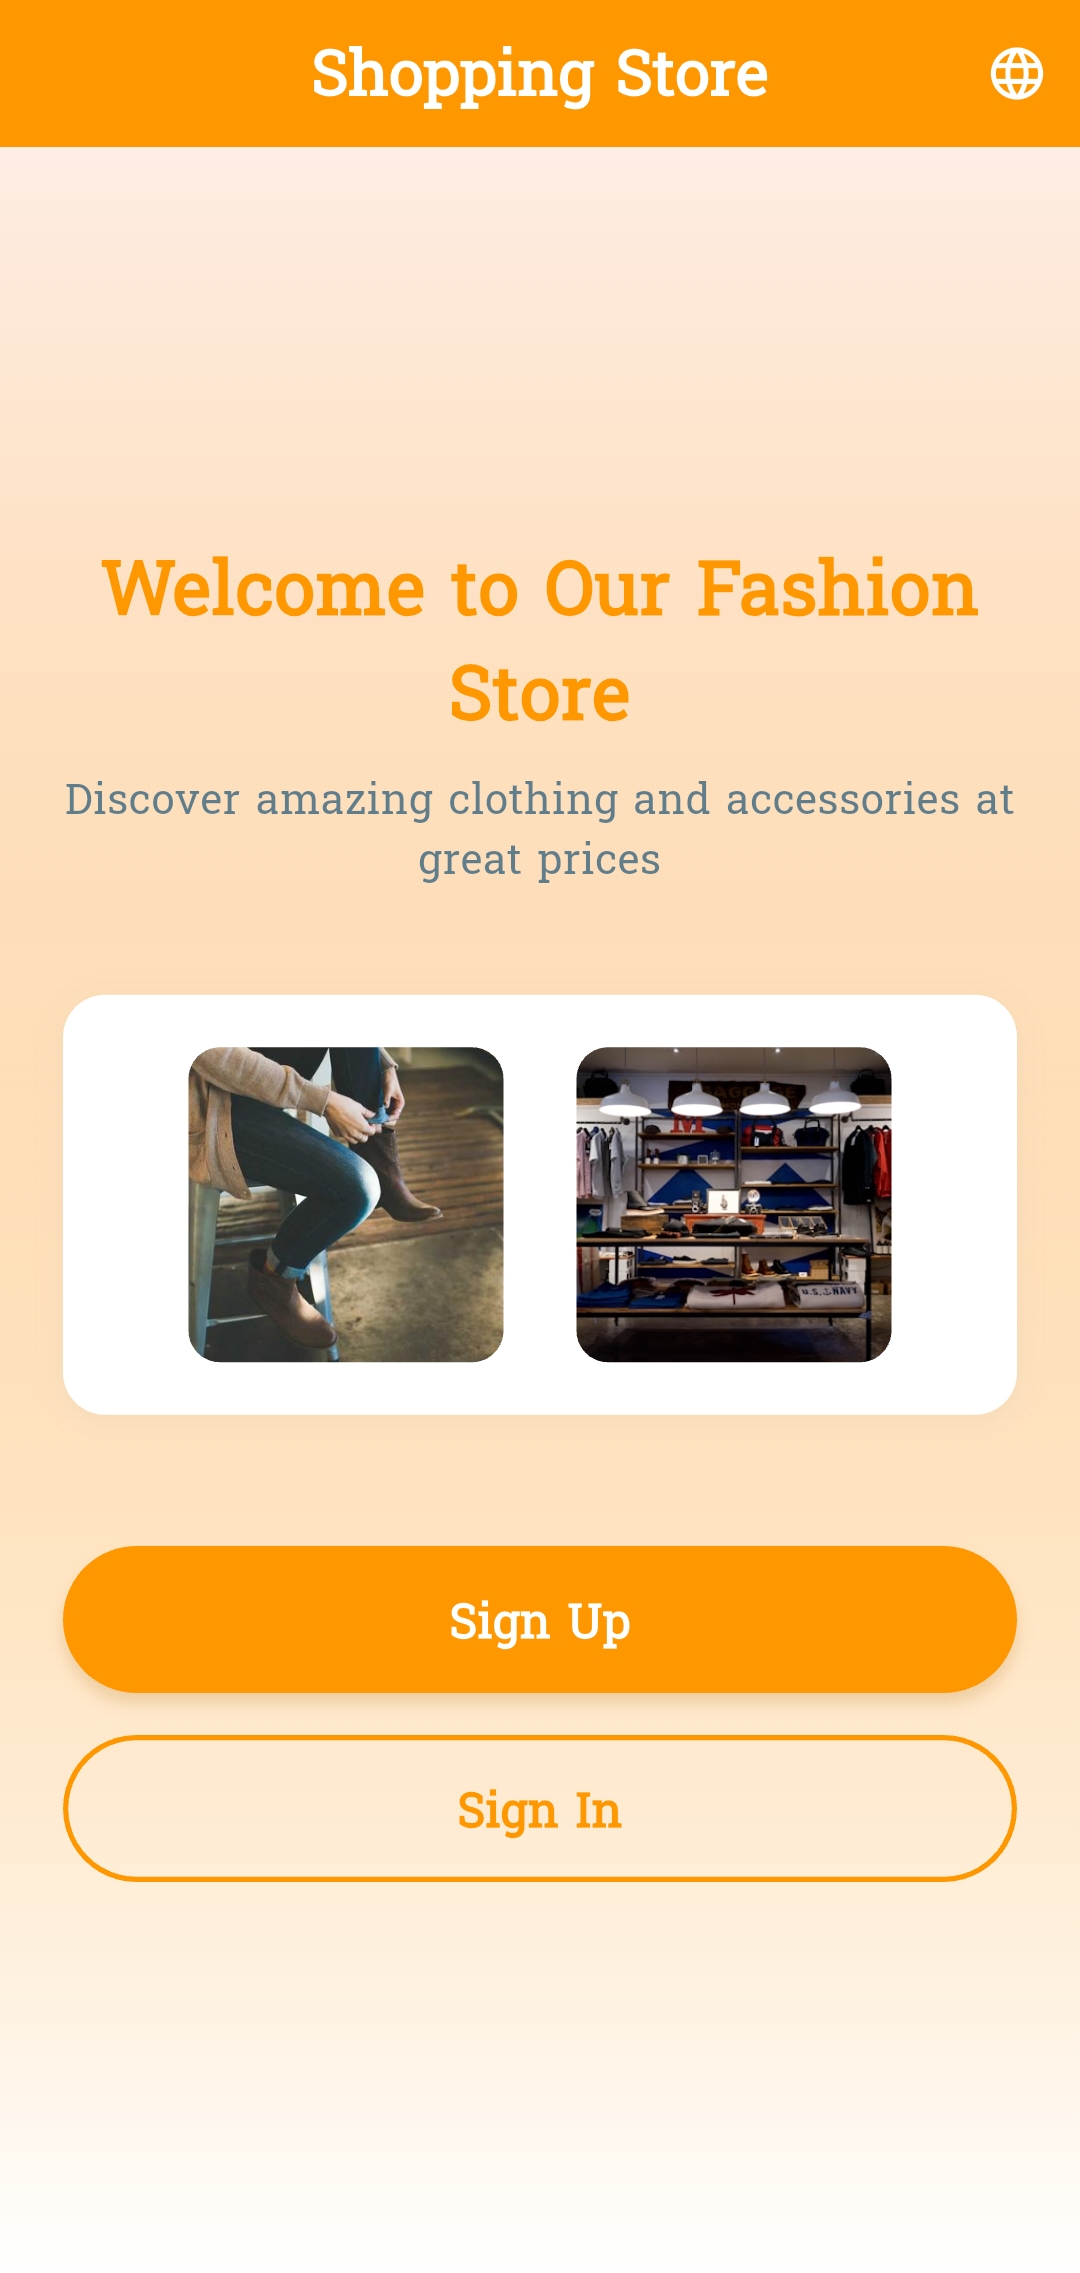 Shopping Store
Welcome to Our Fashion
Store
Discover amazing clothing and accessories at
great prices
M
U.S. NAVY
Sign Up
Sign In